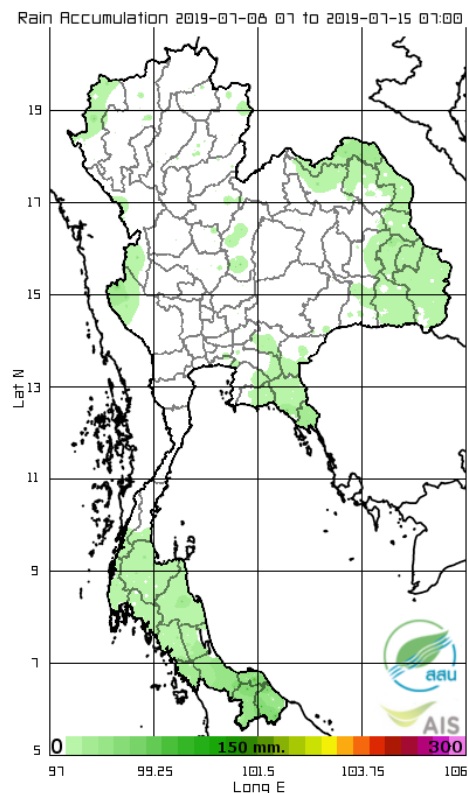 Rain Accumulation 2019-07-08 07 to 2019-07-15 07:00
19
17
15
Lat N
13
11
9
7
สสน
AIS
5
0 150 mm. 300
97 99.25 101.5 103.75 106
Long E